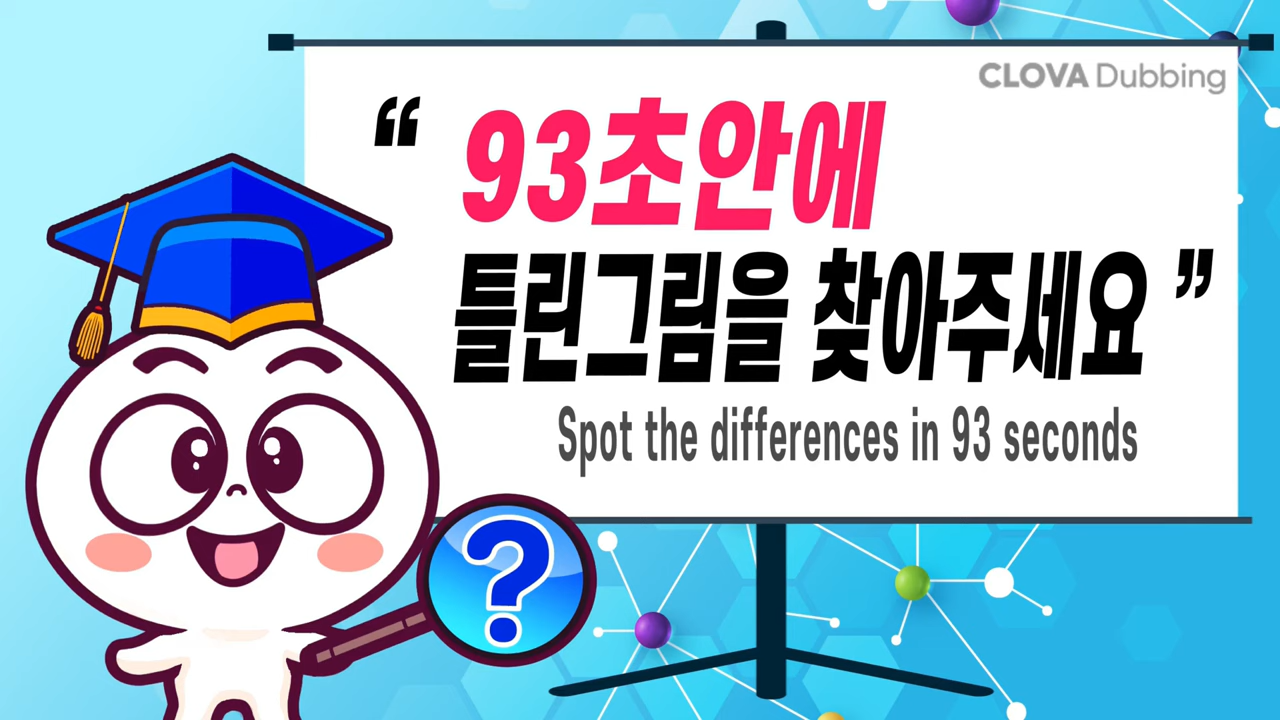 CLOVA Dubbing
“ 93초안에
틀린그림을 찾아주세요 ”
Spot the differences in 93 seconds
?